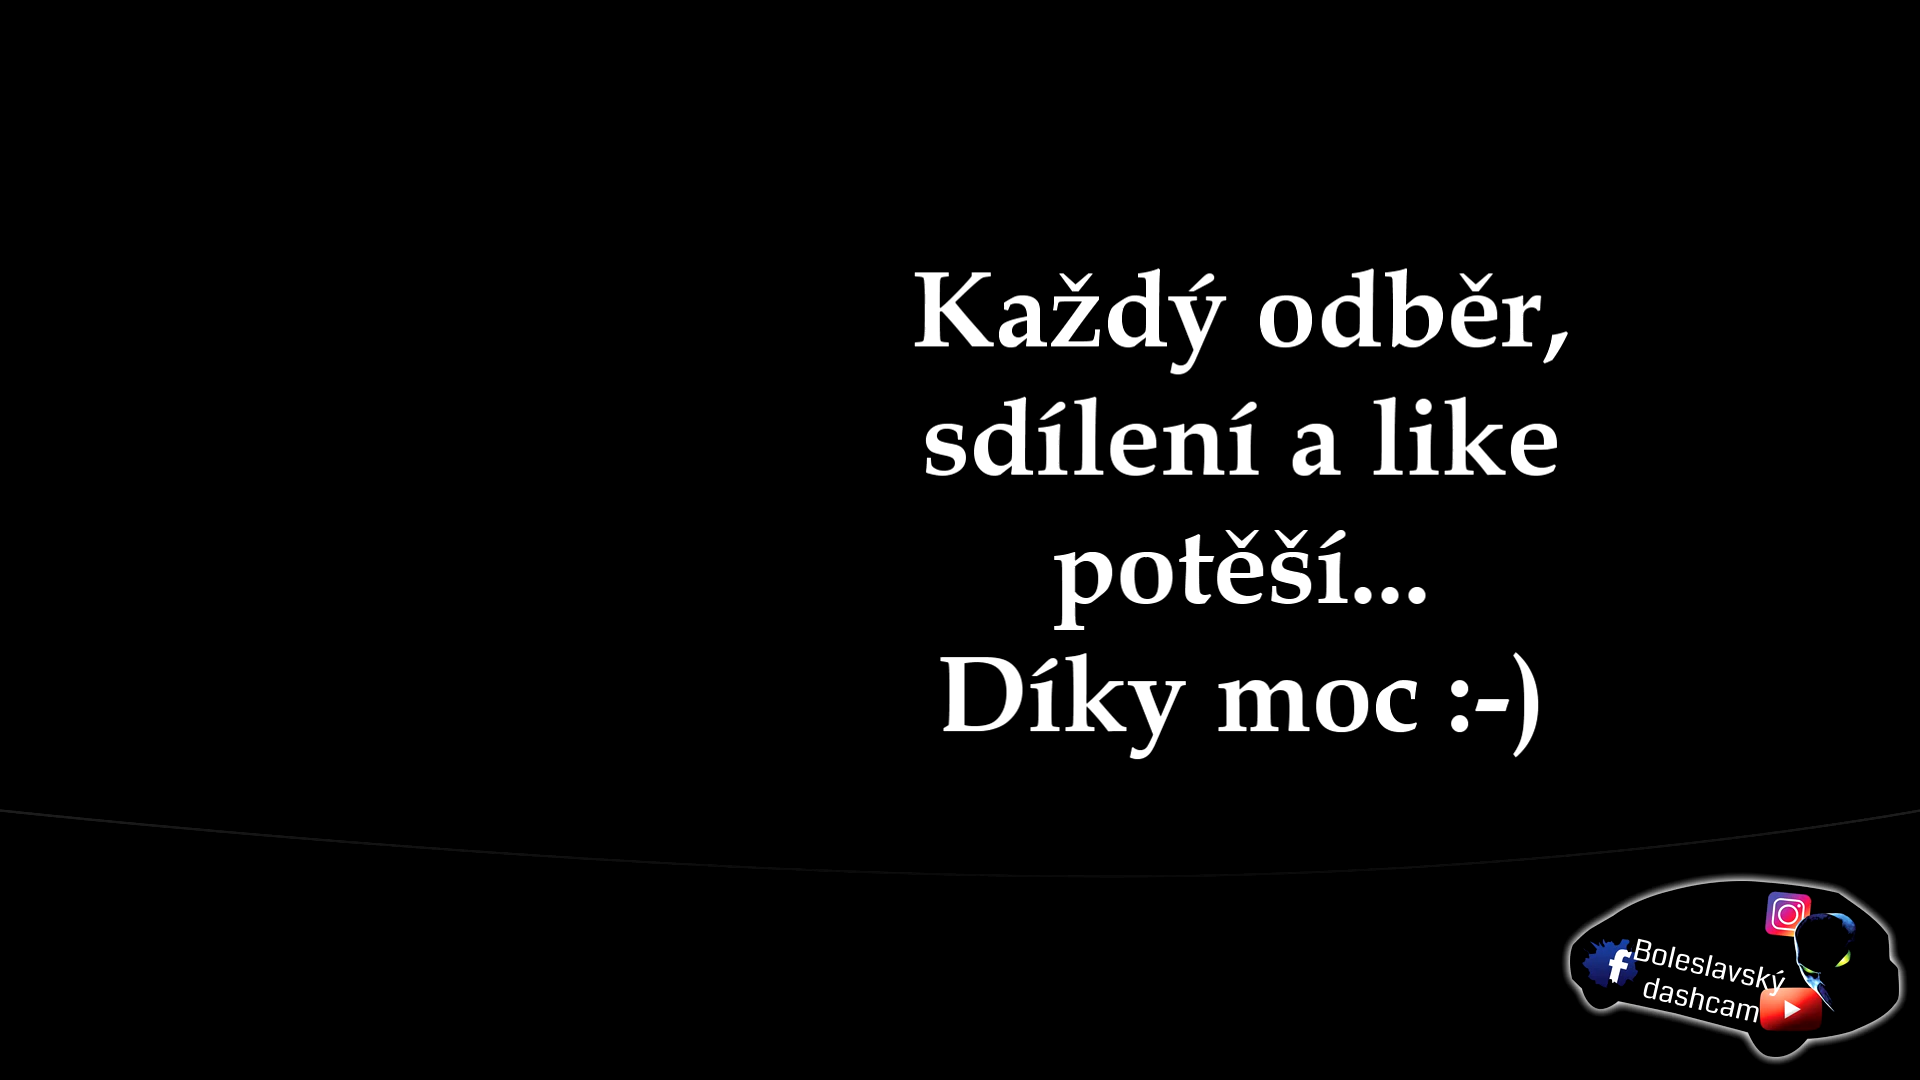 Každý odběr,
sdílení a like
potěší...
Díky moc :-)
Boleslavský
dashcam